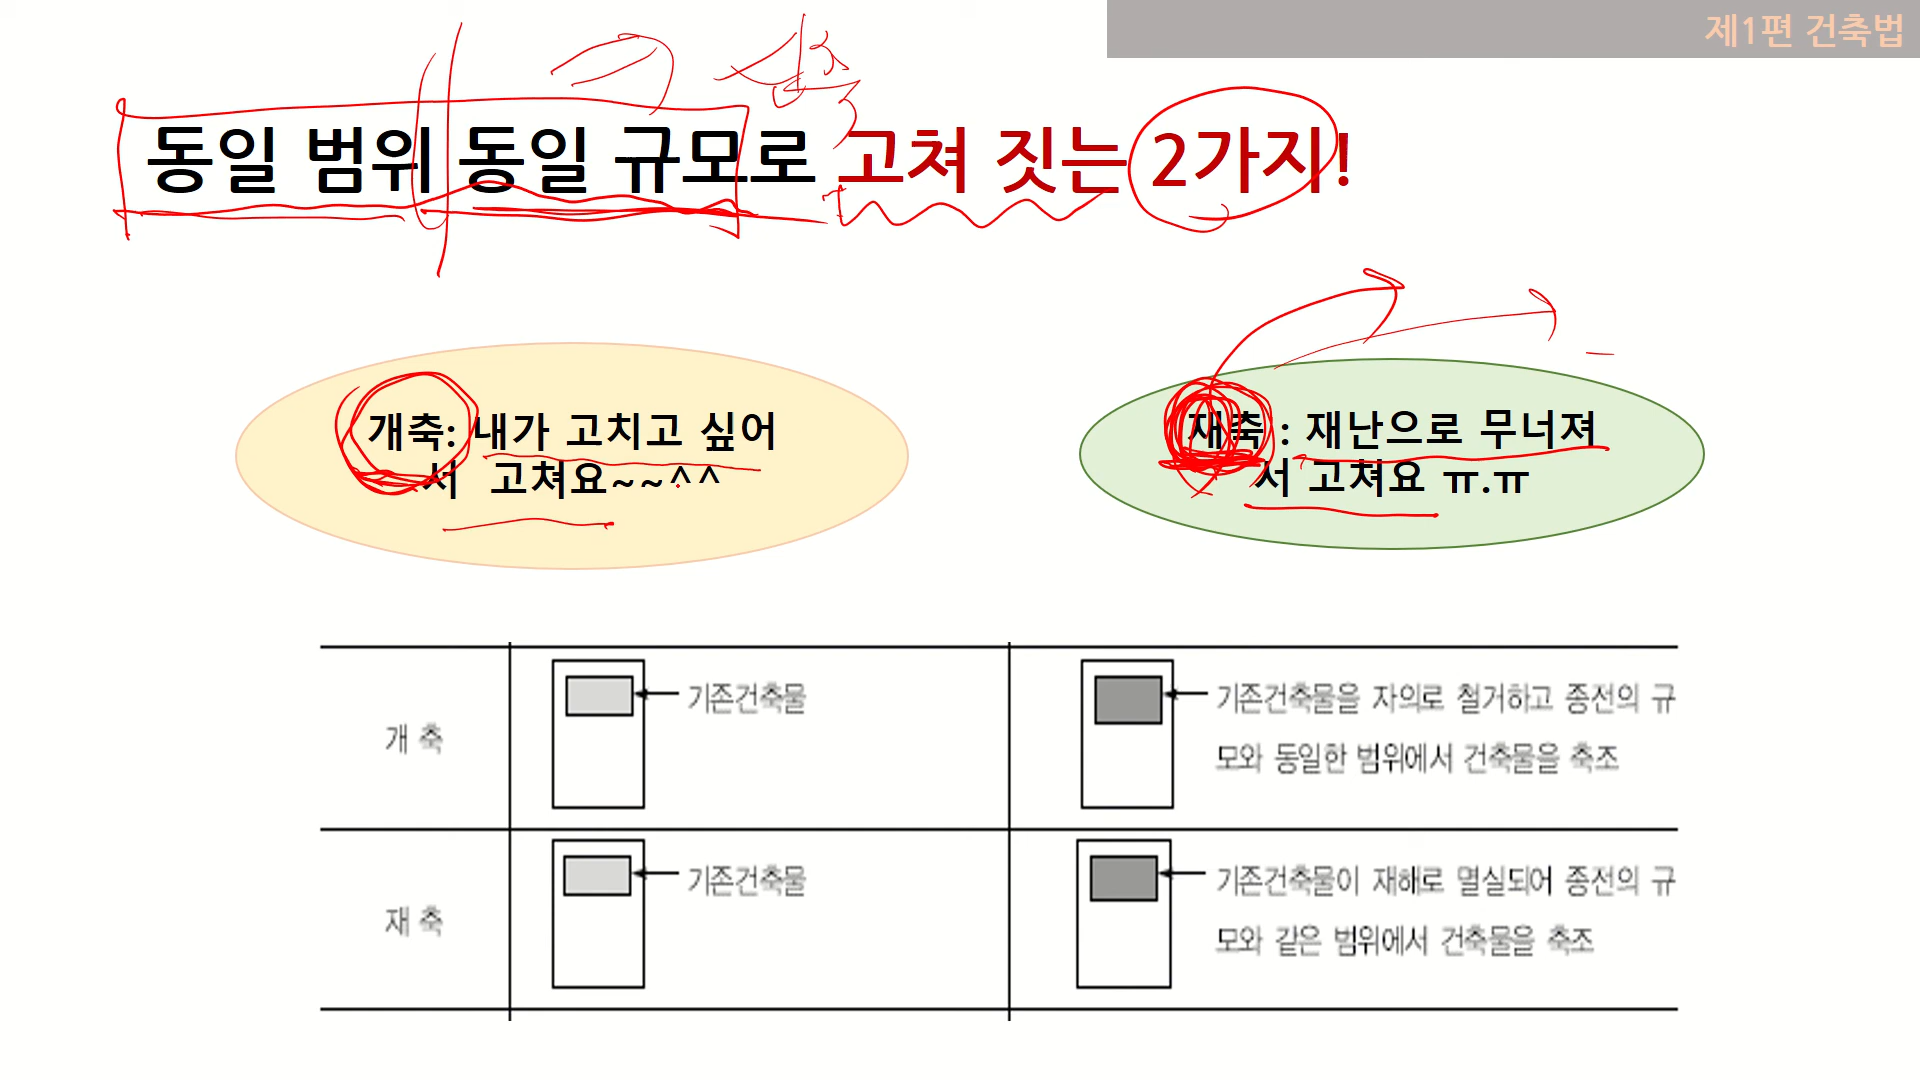 제1편 건축법
동일 범위 동일 규모로 고쳐 짓는 2가지!
개축: 내가 고치고 싶어
서 고쳐요~~^^
재축 : 재난으로 무너져
서 고쳐요 ㅠ.ㅠ
개 축
기존건축물
기존건축물을 자의로 철거하고 종전의 규
모와 동일한 범위에서 건축물을 축조
재 축
기존건축물
기존건축물이 재해로 멸실되어 종전의 규
모와 같은 범위에서 건축물을 축조